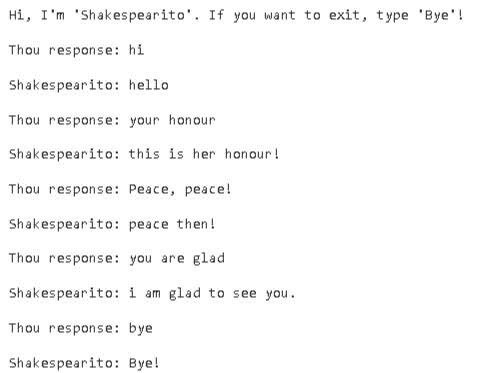 Hi, I'm 'Shakespearito'. If you want to exit, type 'Bye'!
Thou response: hi
Shakespearito: hello
Thou response: your honour
Shakespearito: this is her honour!
Thou response: Peace, peace!
Shakespearito: peace then!
Thou response: you are glad
Shakespearito: i am glad to see you.
Thou response: bye
Shakespearito: Bye!